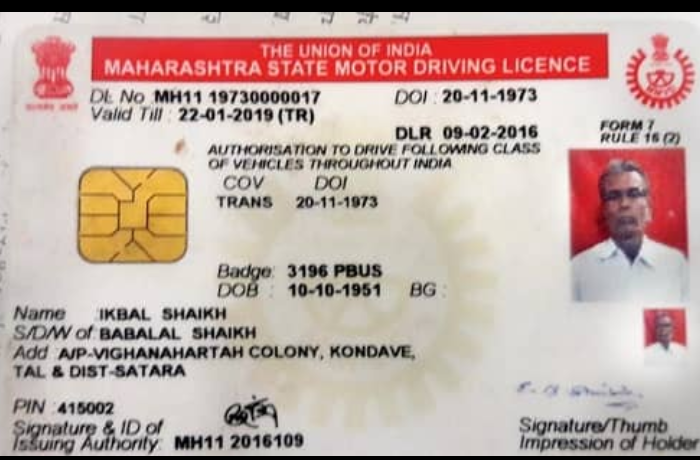 THE UNION OF INDIA
MAHARASHTRA STATE MOTOR DRIVING LICENCE
DL No MH11 19730000017 DOI : 20-11-1973
Valid Till : 22-01-2019 (TR)
DLR 09-02-2016
FORM 7
RULE 16 (2)
AUTHORISATION TO DRIVE FOLLOWING CLASS
OF VEHICLES THROUGHOUT INDIA
COV DOI
TRANS 20-11-1973
Badge: 3196 PBUS
DOB : 10-10-1951 BG :
Name :IKBAL SHAIKH
S/D/W of :BABALAL SHAIKH
Add :A/P-VIGHANAHARTAH COLONY, KONDAVE,
TAL & DIST-SATARA
PIN :415002
Signature & ID of
Issuing Authority: MH11 2016109
Signature/Thumb
Impression of Holder